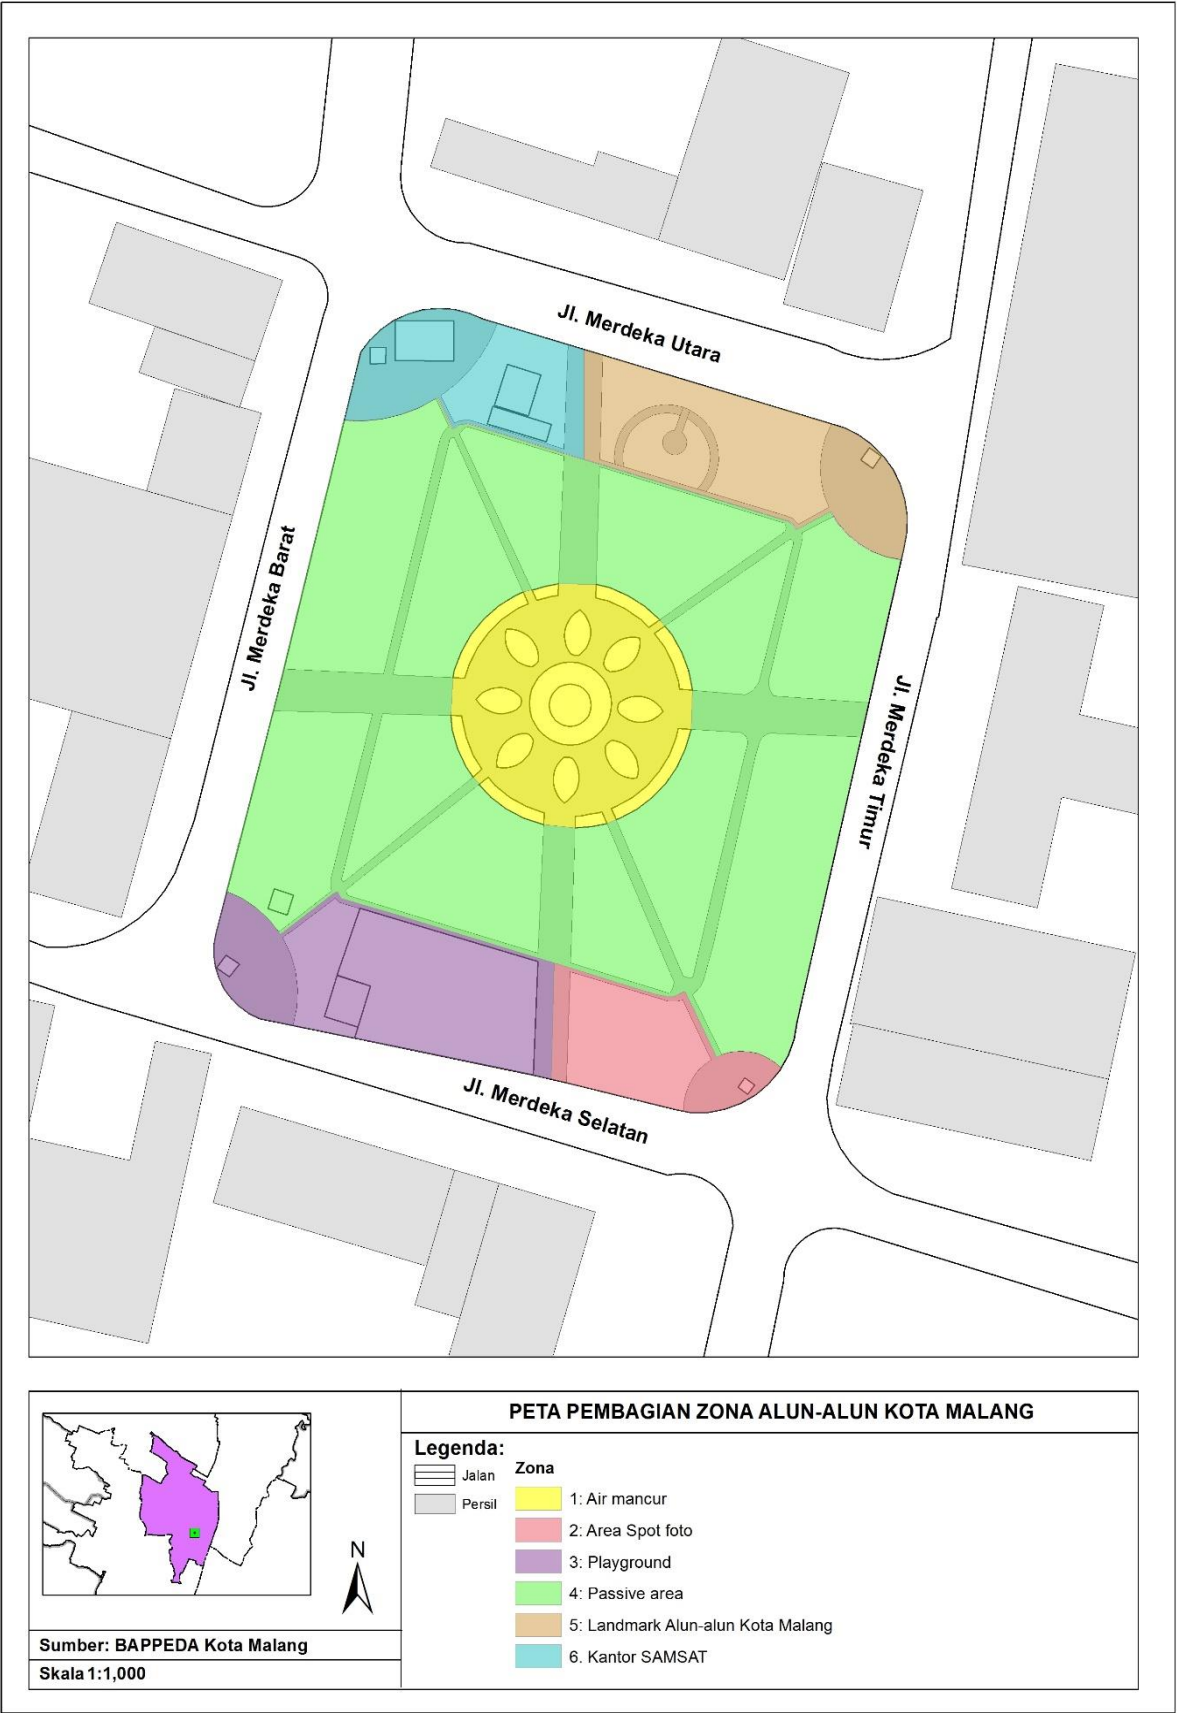 Jl. Merdeka Utara
Jl. Merdeka Barat
Jl. Merdeka Timur
Jl. Merdeka Selatan
PETA PEMBAGIAN ZONA ALUN-ALUN KOTA MALANG
Legenda:
Jalan
Persil
Zona
1: Air mancur
2: Area Spot foto
3: Playground
4: Passive area
5: Landmark Alun-alun Kota Malang
6. Kantor SAMSAT
N
Sumber: BAPPEDA Kota Malang
Skala 1:1,000